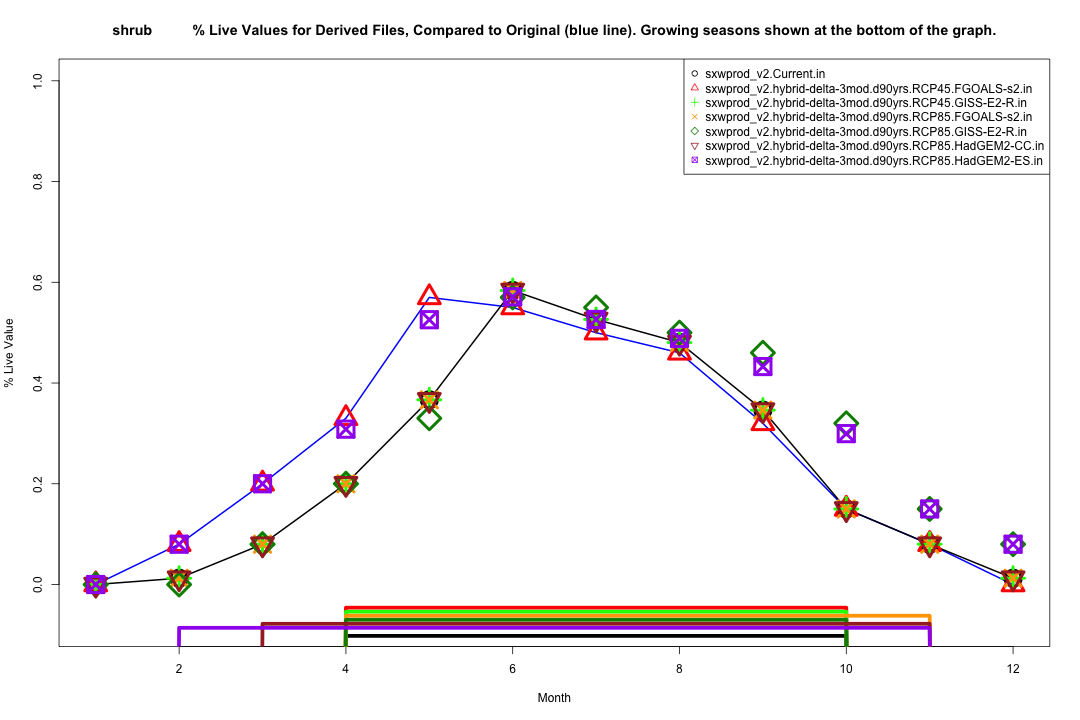 shrub % Live Values for Derived Files, Compared to Original (blue line). Growing seasons shown at the bottom of the graph.
sxwprod_v2.Current.in
sxwprod_v2.hybrid-delta-3mod.d90yrs.RCP45.FGOALS-s2.in
sxwprod_v2.hybrid-delta-3mod.d90yrs.RCP45.GISS-E2-R.in
sxwprod_v2.hybrid-delta-3mod.d90yrs.RCP85.FGOALS-s2.in
sxwprod_v2.hybrid-delta-3mod.d90yrs.RCP85.GISS-E2-R.in
sxwprod_v2.hybrid-delta-3mod.d90yrs.RCP85.HadGEM2-CC.in
sxwprod_v2.hybrid-delta-3mod.d90yrs.RCP85.HadGEM2-ES.in
% Live Value
1.0
0.8
0.6
0.4
0.2
0.0
2 4 6 8 10 12
Month